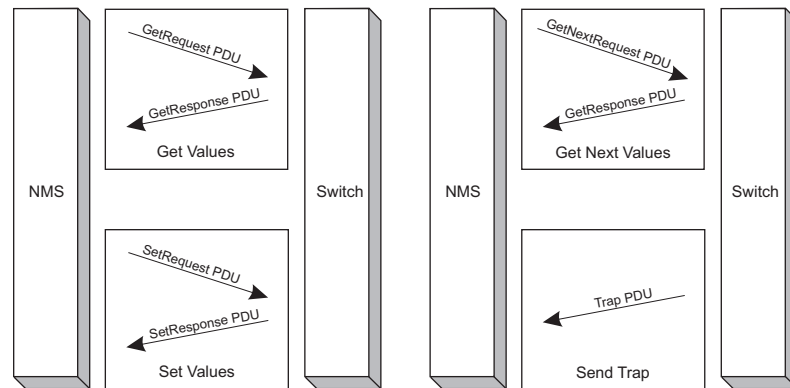 GetRequest PDU
GetResponse PDU
Get Values
GetNextRequest PDU
GetResponse PDU
Get Next Values
NMS
Switch
NMS
Switch
SetRequest PDU
SetResponse PDU
Set Values
Trap PDU
Send Trap